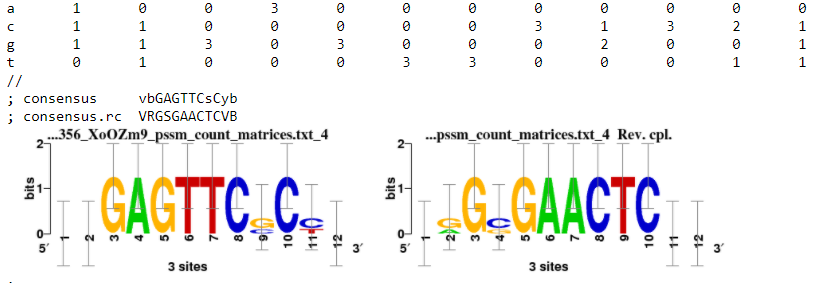 a 1 0 0 3 0 0 0 0 0 0 0 0
c 1 1 0 0 0 0 0 3 1 3 2 1
g 1 1 3 0 3 0 0 0 2 0 0 1
t 0 1 0 0 0 3 3 0 0 0 1 1
//
; consensus vbGAGTTCsCyb
; consensus.rc VRGSGAACTCVB
...356_XoOZm9_pssm_count_matrices.txt_4
...pssm_count_matrices.txt_4 Rev. cpl.
2
bits
1
0
GAGTTCGCCC
CT
5′ 1 2 3 4 5 6 7 8 9 10 11 12 3′
3 sites
2
bits
1
0
GGCGAACTC
AG
5′ 1 2 3 4 5 6 7 8 9 10 11 12 3′
3 sites